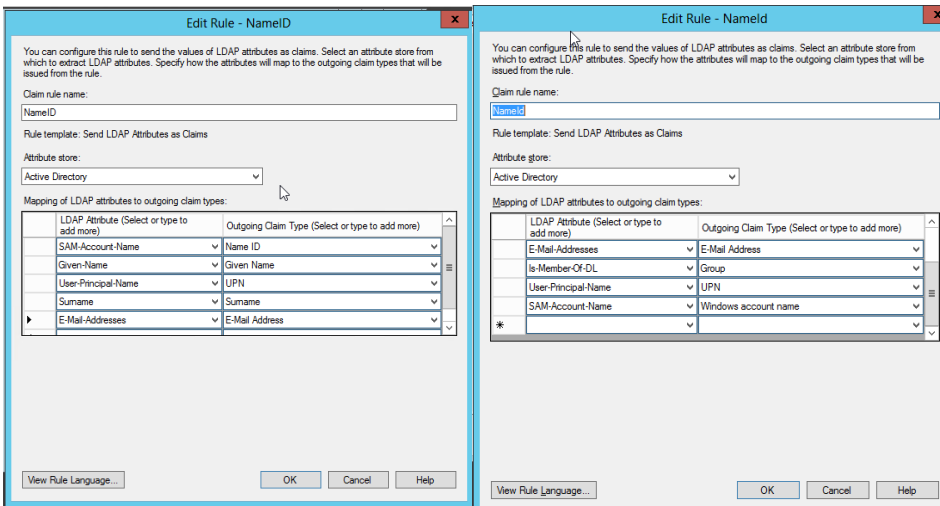 Edit Rule - NameID
x
You can configure this rule to send the values of LDAP attributes as claims. Select an attribute store from
which to extract LDAP attributes. Specify how the attributes will map to the outgoing claim types that will be
issued from the rule.
Claim rule name:
NameID
Rule template: Send LDAP Attributes as Claims
Attribute store:
Active Directory
Mapping of LDAP attributes to outgoing claim types:
LDAP Attribute (Select or type to
add more)
Outgoing Claim Type (Select or type to add more)
SAM-Account-Name Name ID
Given-Name Given Name
User-Principal-Name UPN
Surname Surname
E-Mail-Addresses E-Mail Address
View Rule Language... OK Cancel Help
Edit Rule - NameId
x
You can configure this rule to send the values of LDAP attributes as claims. Select an attribute store from
which to extract LDAP attributes. Specify how the attributes will map to the outgoing claim types that will be
issued from the rule.
Claim rule name:
NameId
Rule template: Send LDAP Attributes as Claims
Attribute store:
Active Directory
Mapping of LDAP attributes to outgoing claim types:
LDAP Attribute (Select or type to
add more)
Outgoing Claim Type (Select or type to add more)
E-Mail-Addresses E-Mail Address
Is-Member-Of-DL Group
User-Principal-Name UPN
SAM-Account-Name Windows account name
*
View Rule Language... OK Cancel Help